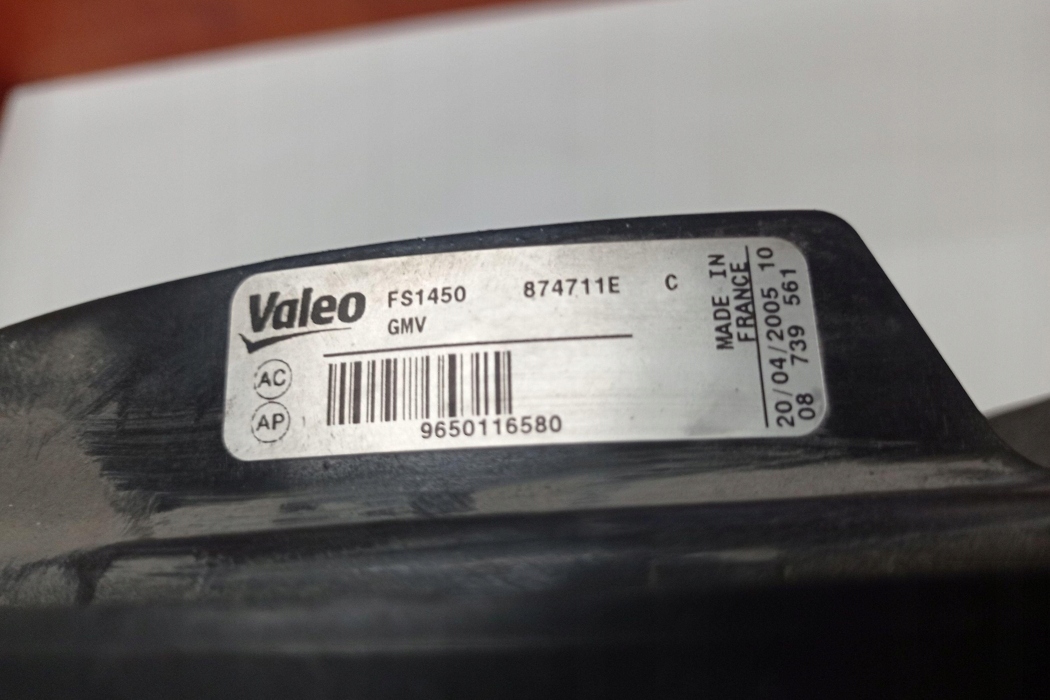 Valeo FS1450 874711E C
GMV
AC
AP
9650116580
MADE IN
FRANCE
20/04/2005 10
08 739 561